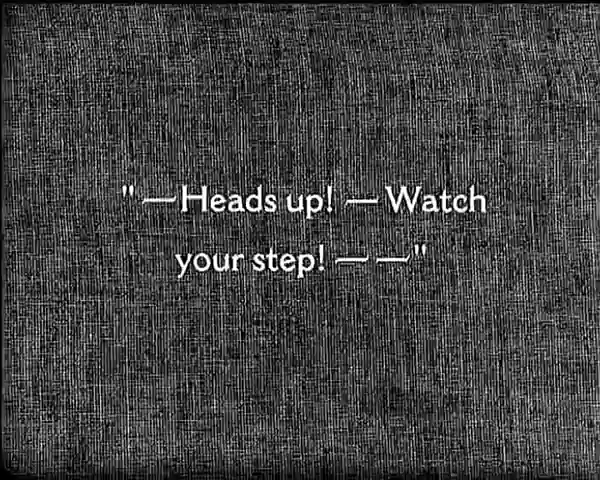 "—Heads up! — Watch
your step! — —"